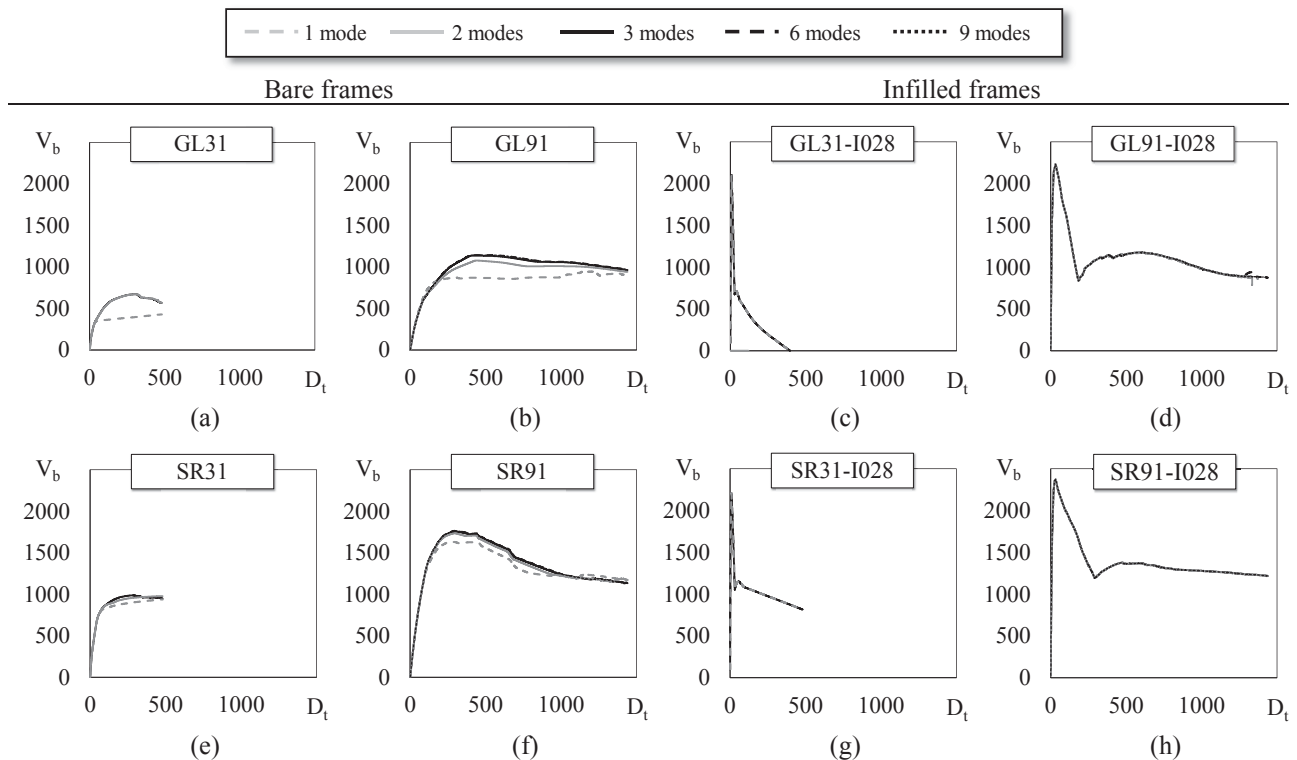 1 mode 2 modes 3 modes 6 modes 9 modes
Bare frames Infilled frames
V_b GL31 V_b GL91 V_b GL31-I028 V_b GL91-I028
2000 2000 2000 2000
1500 1500 1500 1500
1000 1000 1000 1000
500 500 500 500
0 0 0 0
0 500 1000 D_t 0 500 1000 D_t 0 500 1000 D_t 0 500 1000 D_t
(a) (b) (c) (d)
V_b SR31 V_b SR91 V_b SR31-I028 V_b SR91-I028
2000 2000 2000 2000
1500 1500 1500 1500
1000 1000 1000 1000
500 500 500 500
0 0 0 0
0 500 1000 D_t 0 500 1000 D_t 0 500 1000 D_t 0 500 1000 D_t
(e) (f) (g) (h)